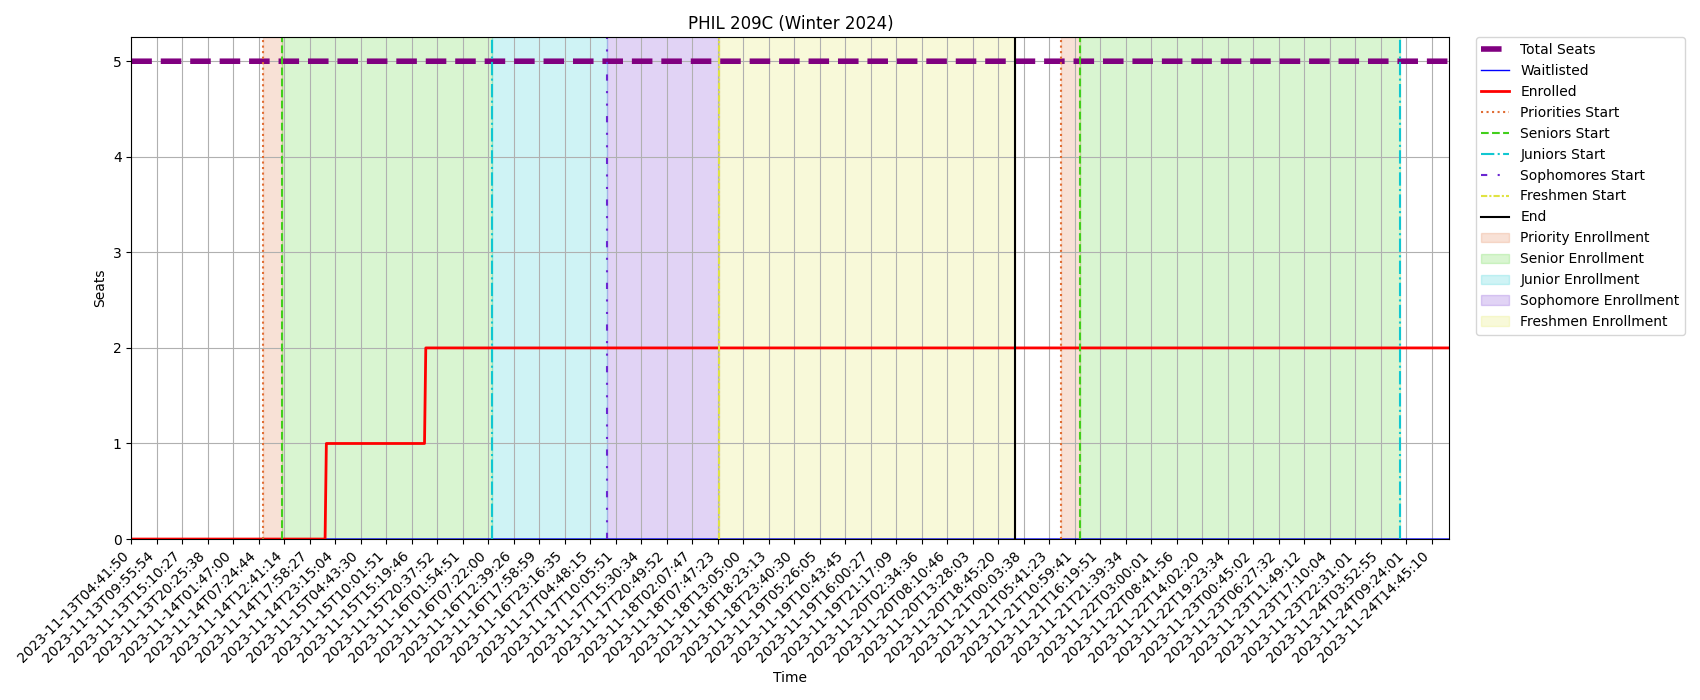 PHIL 209C (Winter 2024)
Seats
5
4
3
2
1
0
2023-11-13T04:41:50
2023-11-13T09:55:54
2023-11-13T15:10:27
2023-11-13T20:25:38
2023-11-14T01:47:00
2023-11-14T07:24:44
2023-11-14T12:41:14
2023-11-14T17:58:27
2023-11-14T23:15:04
2023-11-15T04:43:30
2023-11-15T10:01:51
2023-11-15T15:19:46
2023-11-15T20:37:52
2023-11-16T01:54:51
2023-11-16T07:22:00
2023-11-16T12:39:26
2023-11-16T17:58:59
2023-11-16T23:16:35
2023-11-17T04:48:15
2023-11-17T10:05:51
2023-11-17T15:30:34
2023-11-17T20:49:52
2023-11-18T02:07:47
2023-11-18T07:47:23
2023-11-18T13:05:00
2023-11-18T18:23:13
2023-11-18T23:40:30
2023-11-19T05:26:05
2023-11-19T10:43:45
2023-11-19T16:00:27
2023-11-19T21:17:09
2023-11-20T02:34:36
2023-11-20T08:10:46
2023-11-20T13:28:03
2023-11-20T18:45:20
2023-11-21T00:03:38
2023-11-21T05:41:23
2023-11-21T10:59:41
2023-11-21T16:19:51
2023-11-21T21:39:34
2023-11-22T03:00:01
2023-11-22T08:41:56
2023-11-22T14:02:20
2023-11-22T19:23:34
2023-11-23T00:45:02
2023-11-23T06:27:32
2023-11-23T11:49:12
2023-11-23T17:10:04
2023-11-23T22:31:01
2023-11-24T03:52:55
2023-11-24T09:24:01
2023-11-24T14:45:10
Time
Total Seats
Waitlisted
Enrolled
Priorities Start
Seniors Start
Juniors Start
Sophomores Start
Freshmen Start
End
Priority Enrollment
Senior Enrollment
Junior Enrollment
Sophomore Enrollment
Freshmen Enrollment